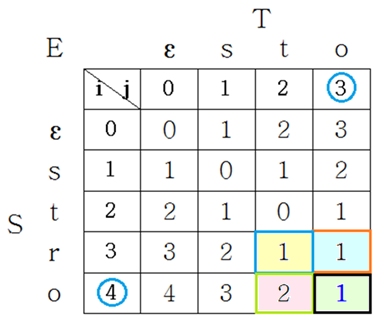 T
E ε s t o
i j 0 1 2 3
ε 0 0 1 2 3
s 1 1 0 1 2
t 2 2 1 0 1
S
r 3 3 2 1 1
o 4 4 3 2 1